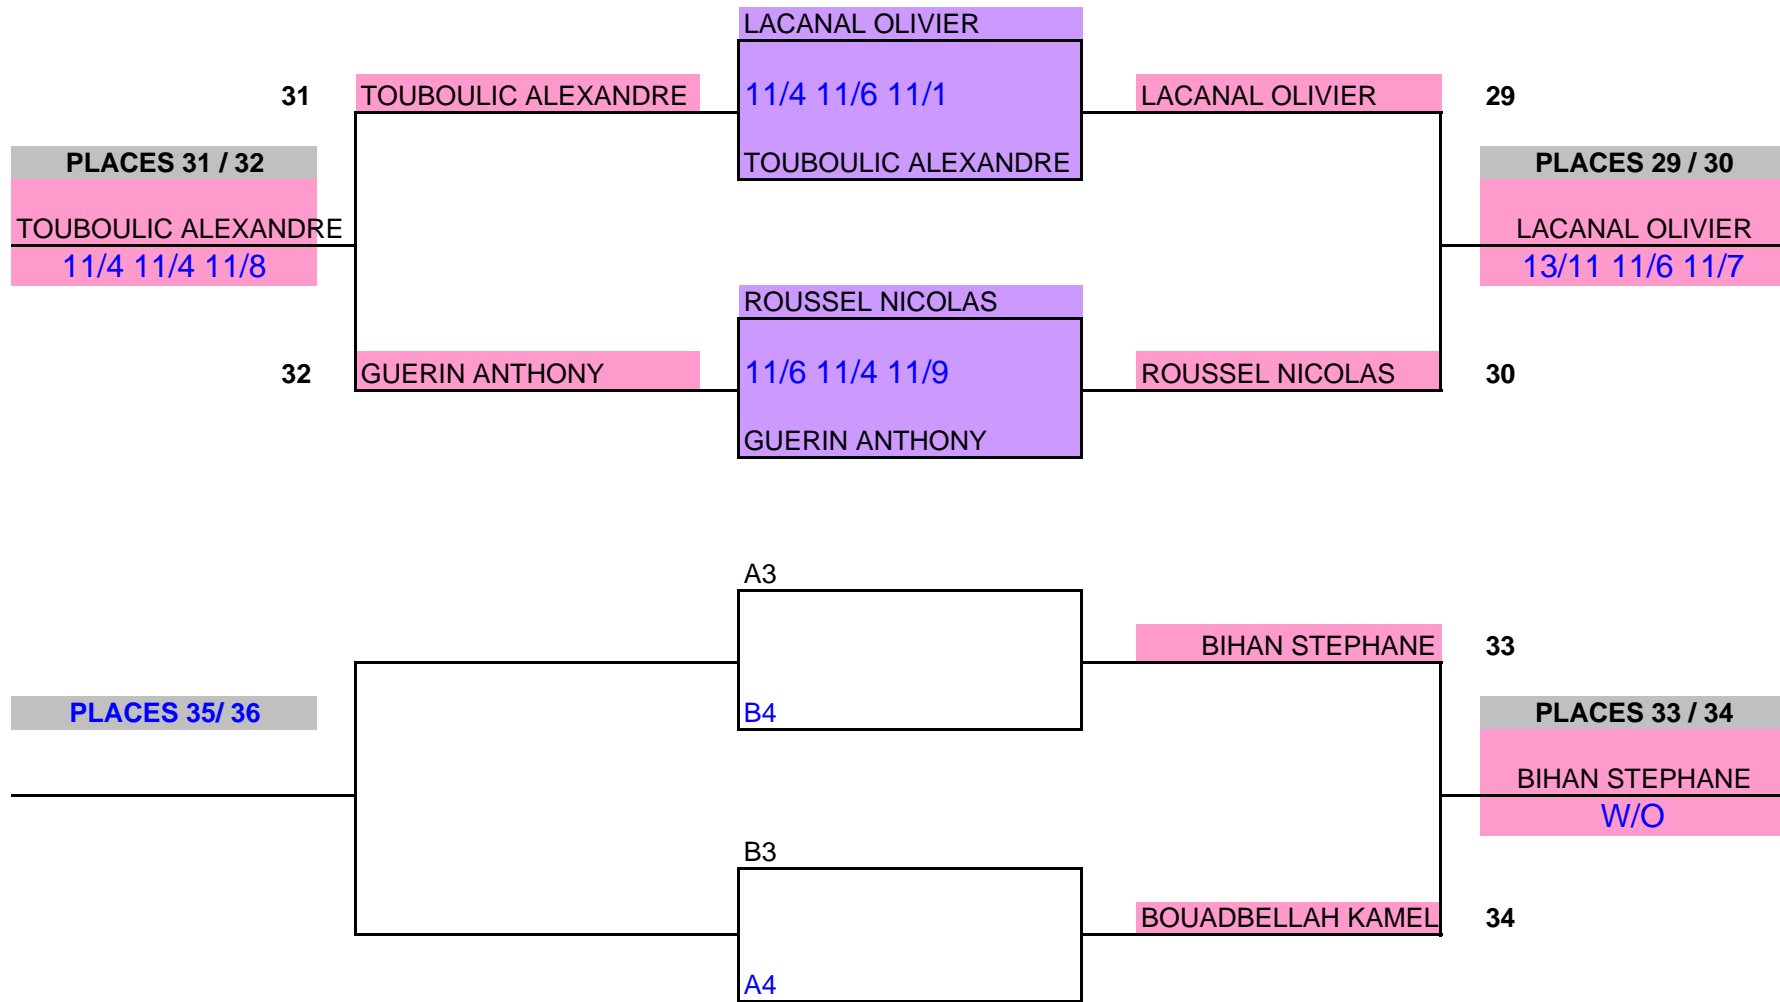 LACANAL OLIVIER
31 TOUBOULIC ALEXANDRE 11/4 11/6 11/1 LACANAL OLIVIER 29
PLACES 31 / 32 TOUBOULIC ALEXANDRE PLACES 29 / 30
TOUBOULIC ALEXANDRE LACANAL OLIVIER
11/4 11/4 11/8 13/11 11/6 11/7
ROUSSEL NICOLAS
32 GUERIN ANTHONY 11/6 11/4 11/9 ROUSSEL NICOLAS 30
GUERIN ANTHONY
A3
BIHAN STEPHANE 33
PLACES 35/ 36 B4 PLACES 33 / 34
BIHAN STEPHANE
W/O
B3
BOUADBELLAH KAMEL 34
A4